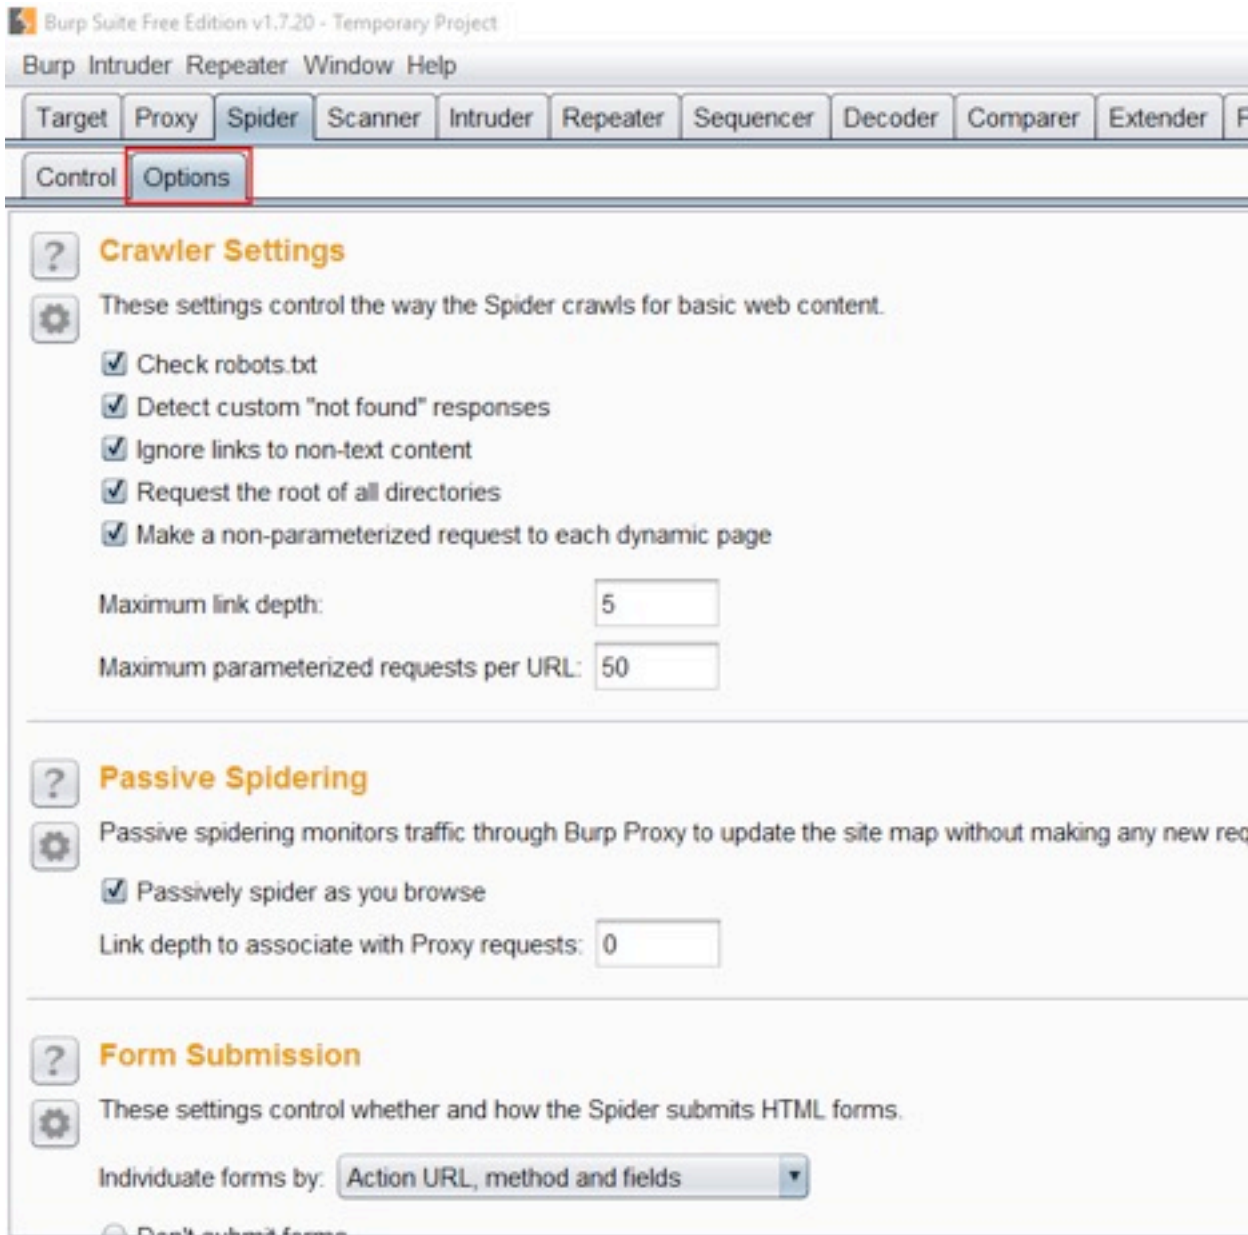 Burp Suite Free Edition v1.7.20 - Temporary Project
Burp Intruder Repeater Window Help
Target Proxy Spider Scanner Intruder Repeater Sequencer Decoder Comparer Extender
Control Options
? Crawler Settings
These settings control the way the Spider crawls for basic web content.
Check robots.txt
Detect custom "not found" responses
Ignore links to non-text content
Request the root of all directories
Make a non-parameterized request to each dynamic page
Maximum link depth: 5
Maximum parameterized requests per URL: 50
? Passive Spidering
Passive spidering monitors traffic through Burp Proxy to update the site map without making any new req
Passively spider as you browse
Link depth to associate with Proxy requests: 0
? Form Submission
These settings control whether and how the Spider submits HTML forms.
Individuate forms by: Action URL, method and fields
Don't submit forms